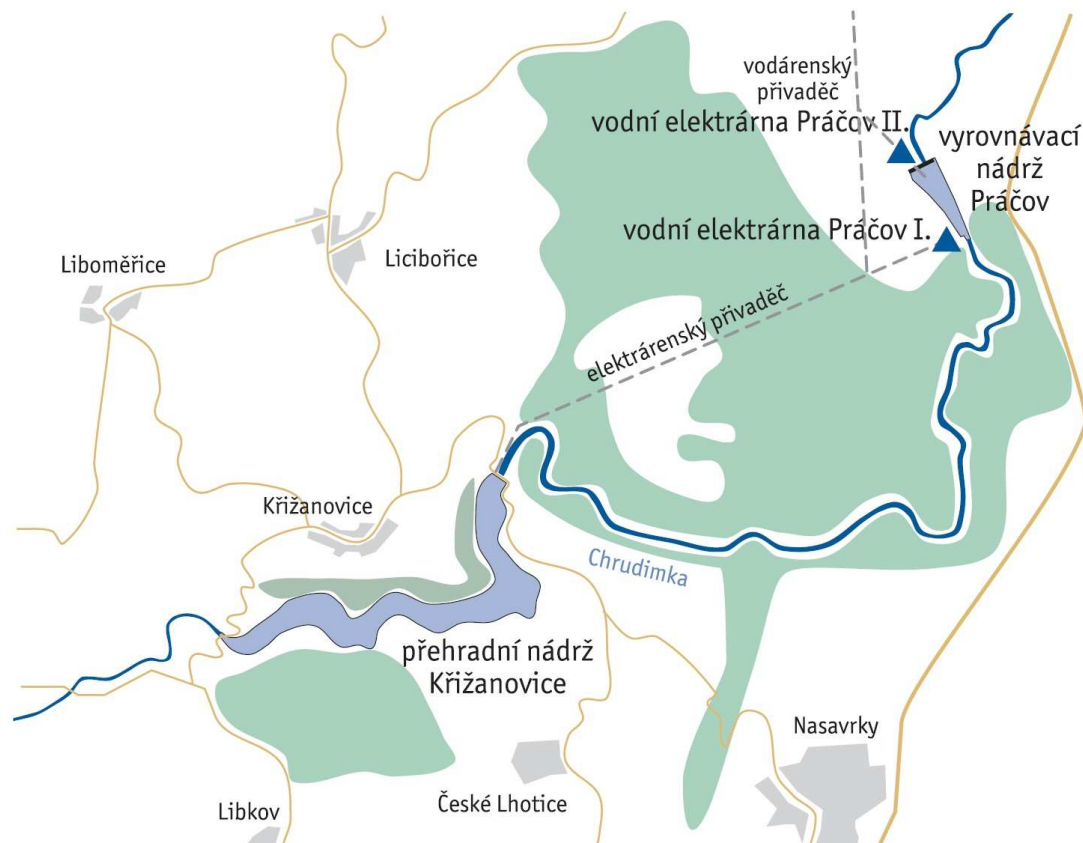 vodárenský
přivaděč
vodní elektrárna Práčov II.
vyrovnávací
nádrž
Práčov
vodní elektrárna Práčov I.
Liboměřice
Licibořice
elektrárenský přivaděč
Křižanovice
Chrudimka
přehradní nádrž
Křižanovice
Nasavrky
České Lhotice
Libkov